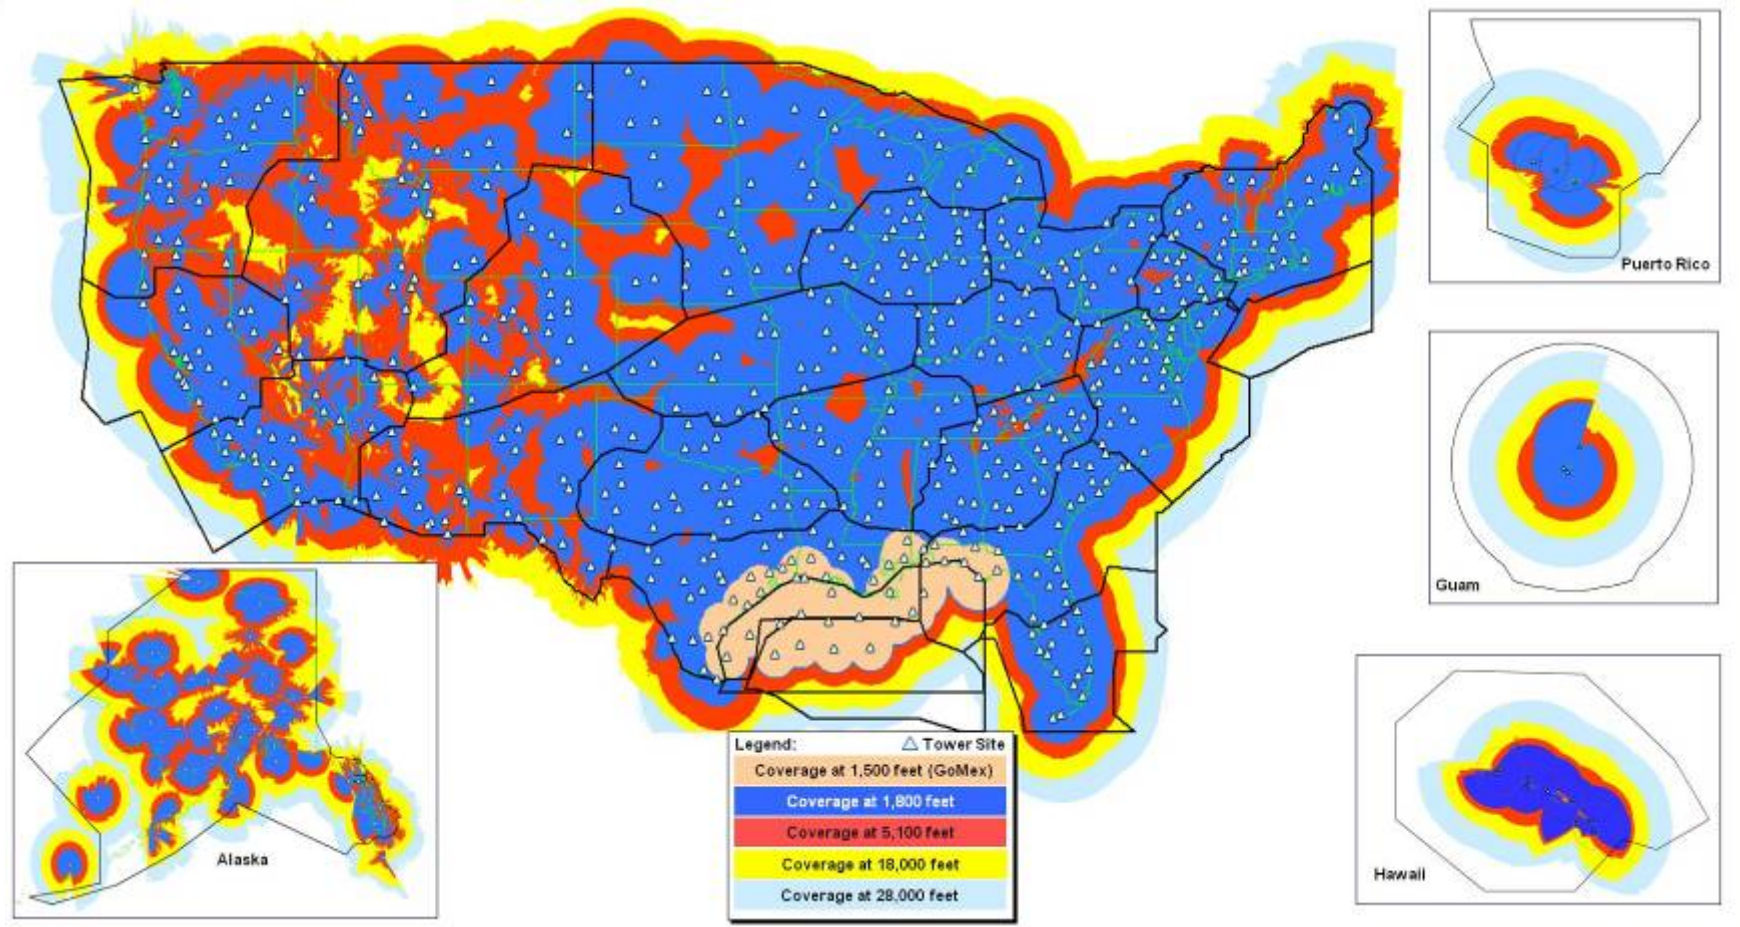 Puerto Rico
Guam
Alaska
Hawaii
Legend: Tower Site
Coverage at 1,500 feet (GoMex)
Coverage at 1,800 feet
Coverage at 5,100 feet
Coverage at 18,000 feet
Coverage at 28,000 feet